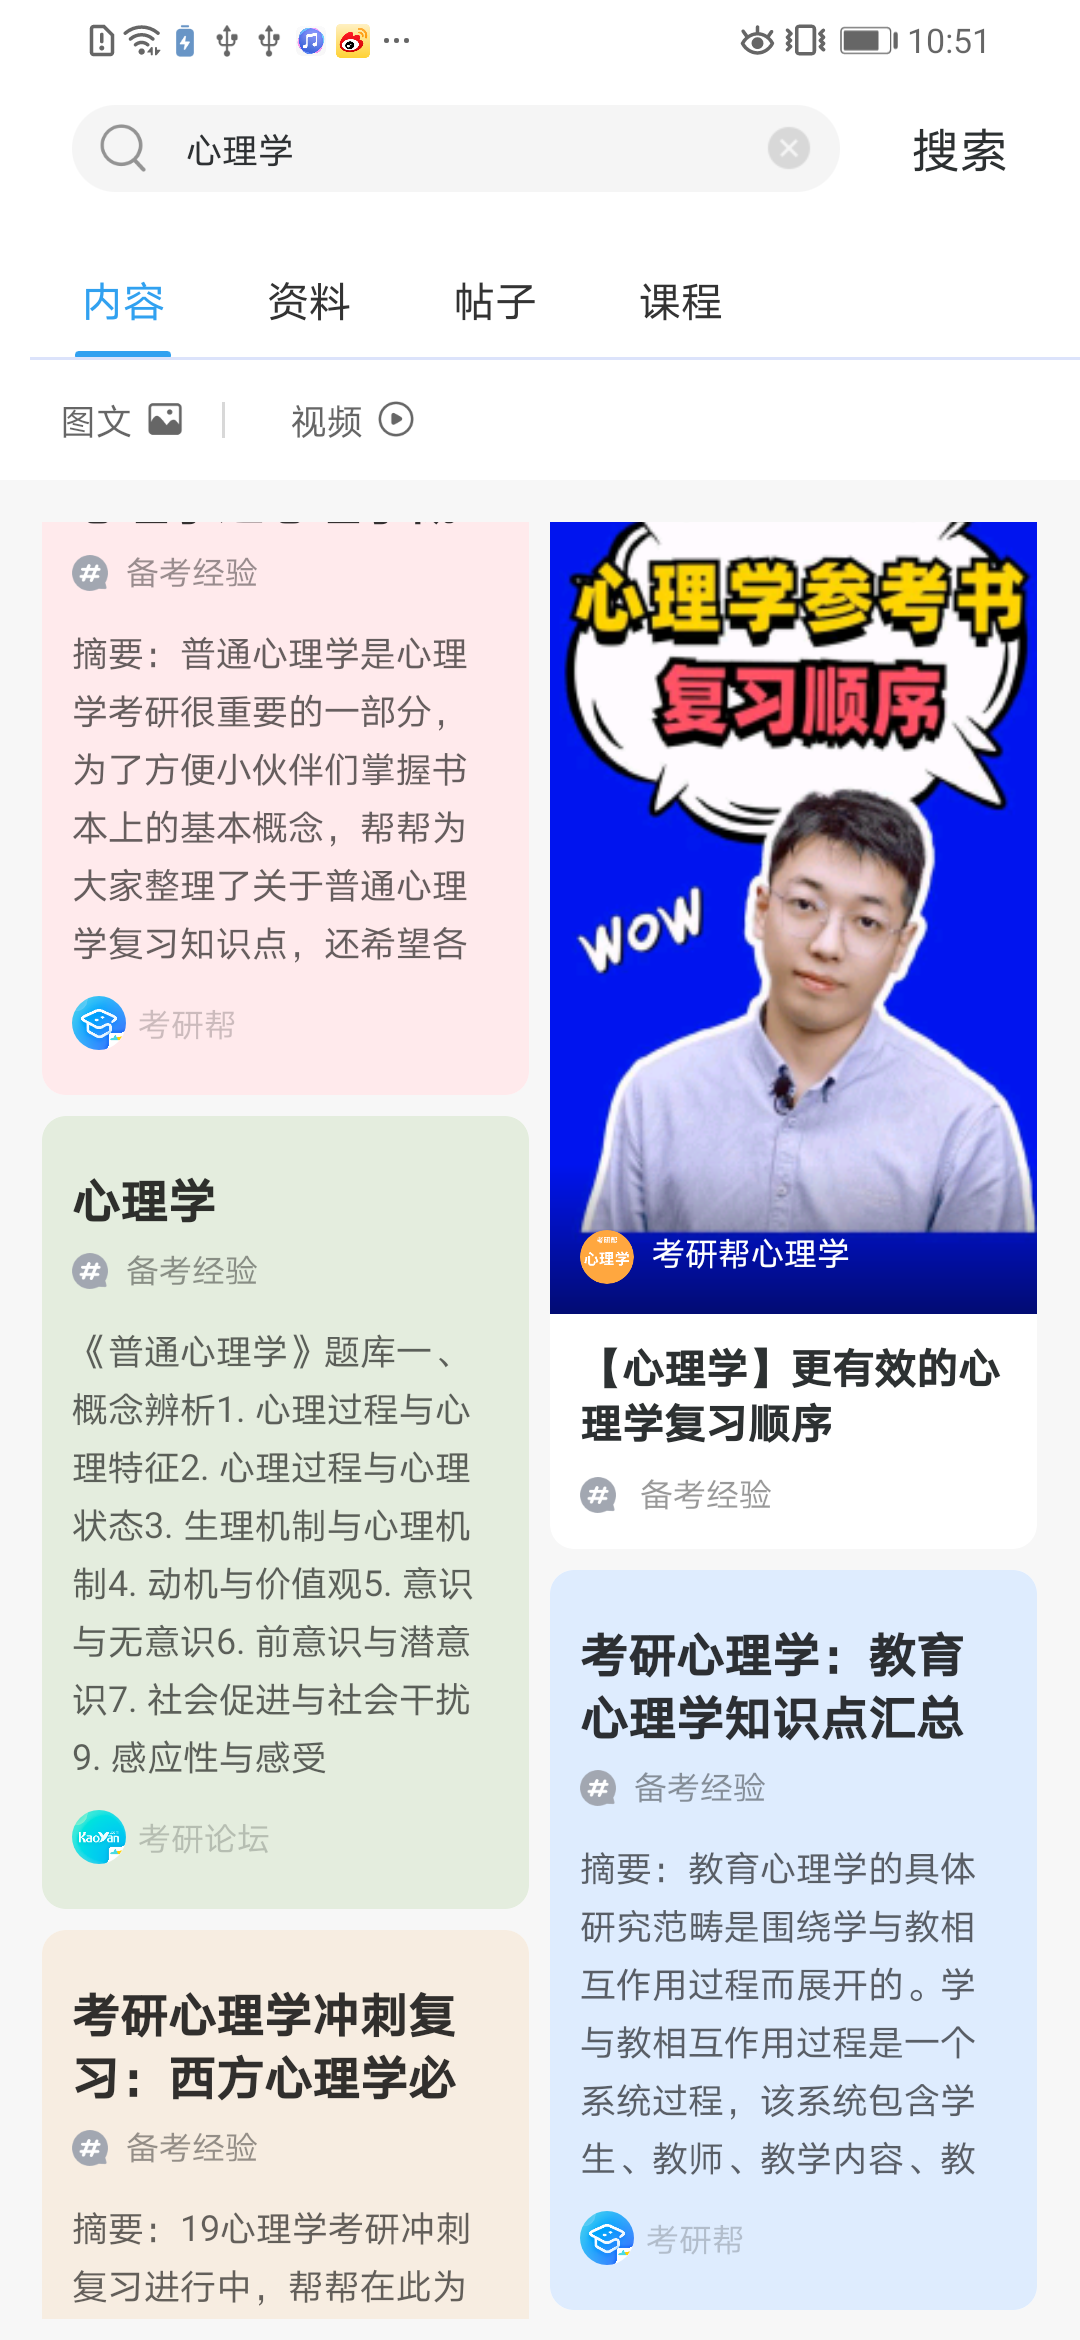 10:51
心理学
搜索
内容
资料
帖子
课程
图文
视频
备考经验
摘要：普通心理学是心理
学考研很重要的一部分，
为了方便小伙伴们掌握书
本上的基本概念，帮帮为
大家整理了关于普通心理
学复习知识点，还希望各
考研帮
心理学
备考经验
《普通心理学》题库一、
概念辨析1. 心理过程与心
理特征2. 心理过程与心理
状态3. 生理机制与心理机
制4. 动机与价值观5. 意识
与无意识6. 前意识与潜意
识7. 社会促进与社会干扰
9. 感应性与感受
KaoYan
考研论坛
考研心理学冲刺复
习：西方心理学必
备考经验
摘要：19心理学考研冲刺
复习进行中，帮帮在此为
心理学参考书
复习顺序
WOW
考研帮
心理学
考研帮心理学
【心理学】更有效的心
理学复习顺序
备考经验
考研心理学：教育
心理学知识点汇总
备考经验
摘要：教育心理学的具体
研究范畴是围绕学与教相
互作用过程而展开的。学
与教相互作用过程是一个
系统过程，该系统包含学
生、教师、教学内容、教
考研帮